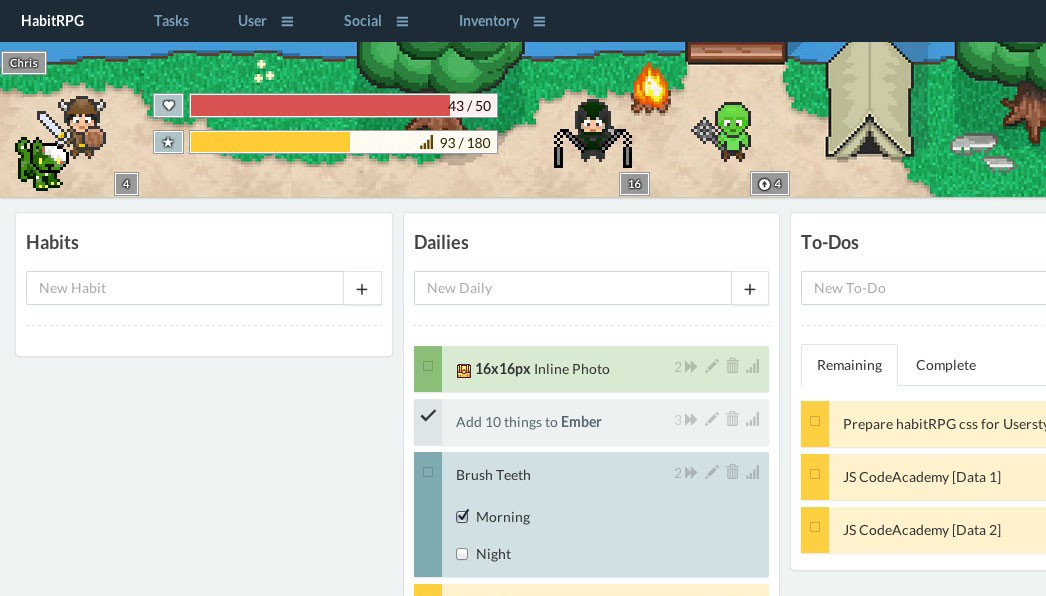 HabitRPG Tasks User Social Inventory
Chris
43 / 50
93 / 180
4
16
4
Habits
New Habit
Dailies
New Daily
16x16px Inline Photo
2
Add 10 things to Ember
3
Brush Teeth
2
Morning
Night
To-Dos
New To-Do
Remaining Complete
Prepare habitRPG css for Usersty
JS CodeAcademy [Data 1]
JS CodeAcademy [Data 2]